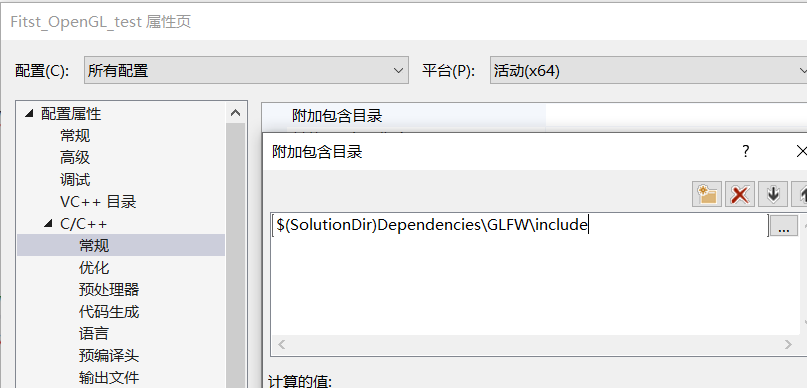 Fitst_OpenGL_test 属性页
配置(C): 所有配置 平台(P): 活动(x64)
配置属性
常规
高级
调试
VC++ 目录
C/C++
常规
优化
预处理器
代码生成
语言
预编译头
输出文件
附加包含目录
附加包含目录
?
$(SolutionDir)Dependencies\GLFW\include
...
计算的值: